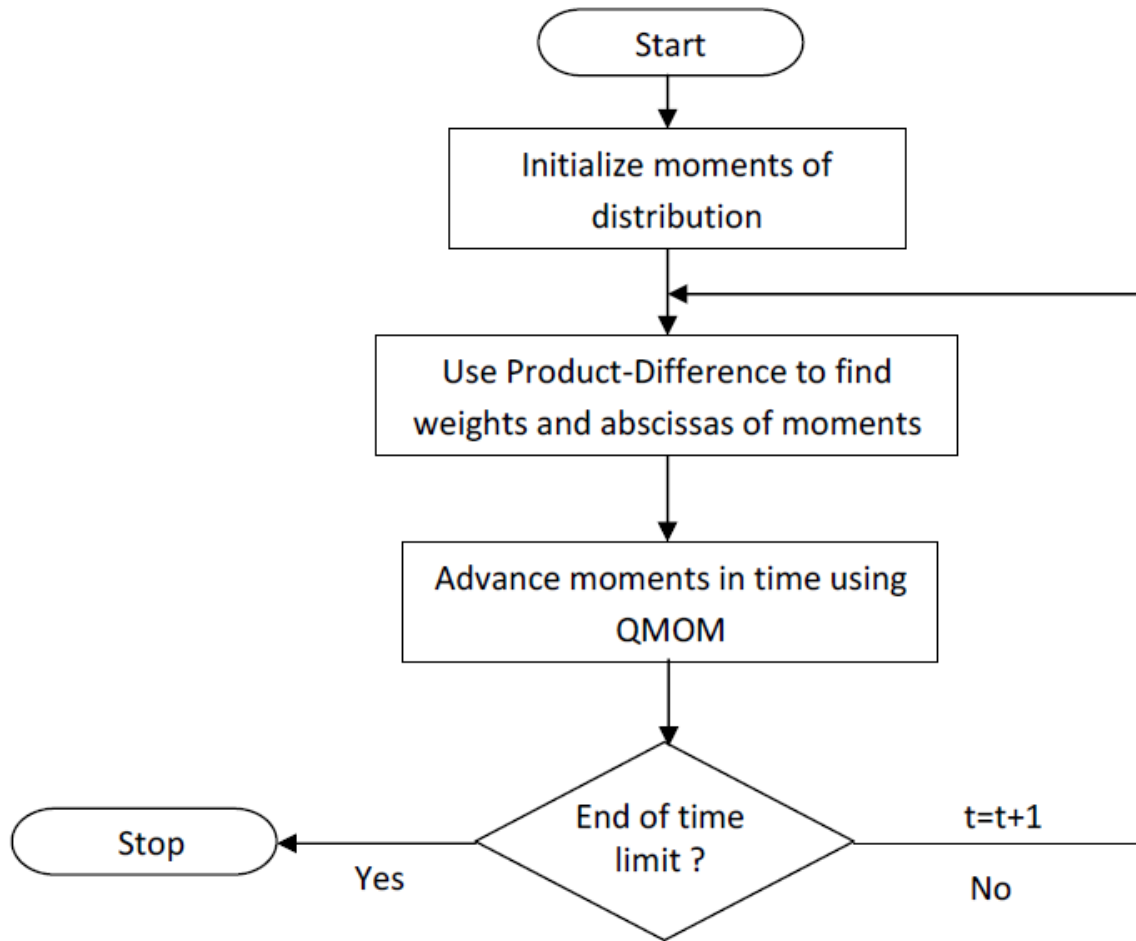 Start
Initialize moments of
distribution
Use Product-Difference to find
weights and abscissas of moments
Advance moments in time using
QMOM
End of time
limit ?
t=t+1
Stop
Yes
No